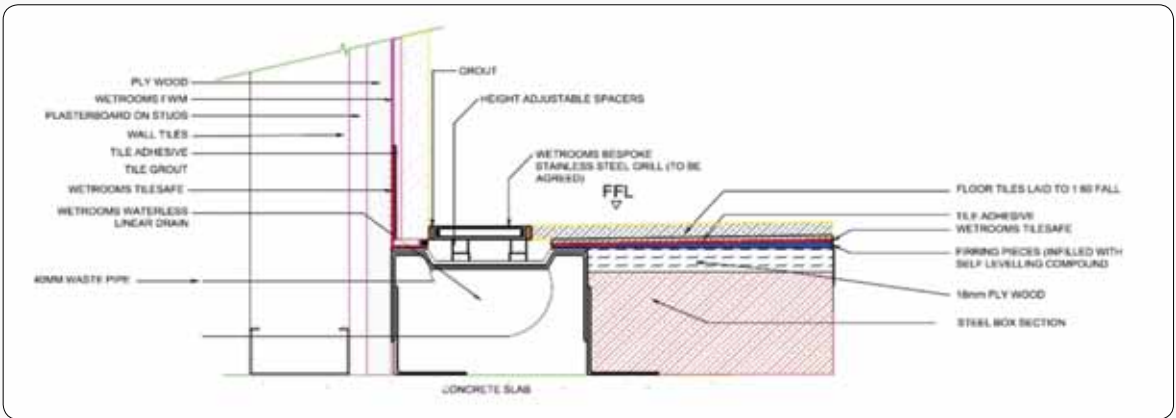 PLY WOOD
WETROOMS FWM
PLASTERBOARD ON STUDS
WALL TILES
TILE ADHESIVE
TILE GROUT
WETROOMS TILESAFE
WETROOMS WATERLESS
LINEAR DRAIN
40MM WASTE PIPE
GROUT
HEIGHT ADJUSTABLE SPACERS
WETROOMS BESPOKE
STAINLESS STEEL GRILL (TO BE
AGREED)
FFL
FLOOR TILES LAID TO 1:80 FALL
TILE ADHESIVE
WETROOMS TILESAFE
FIRRING PIECES (INFILLED WITH
SELF LEVELLING COMPOUND
18mm PLY WOOD
STEEL BOX SECTION
CONCRETE SLAB